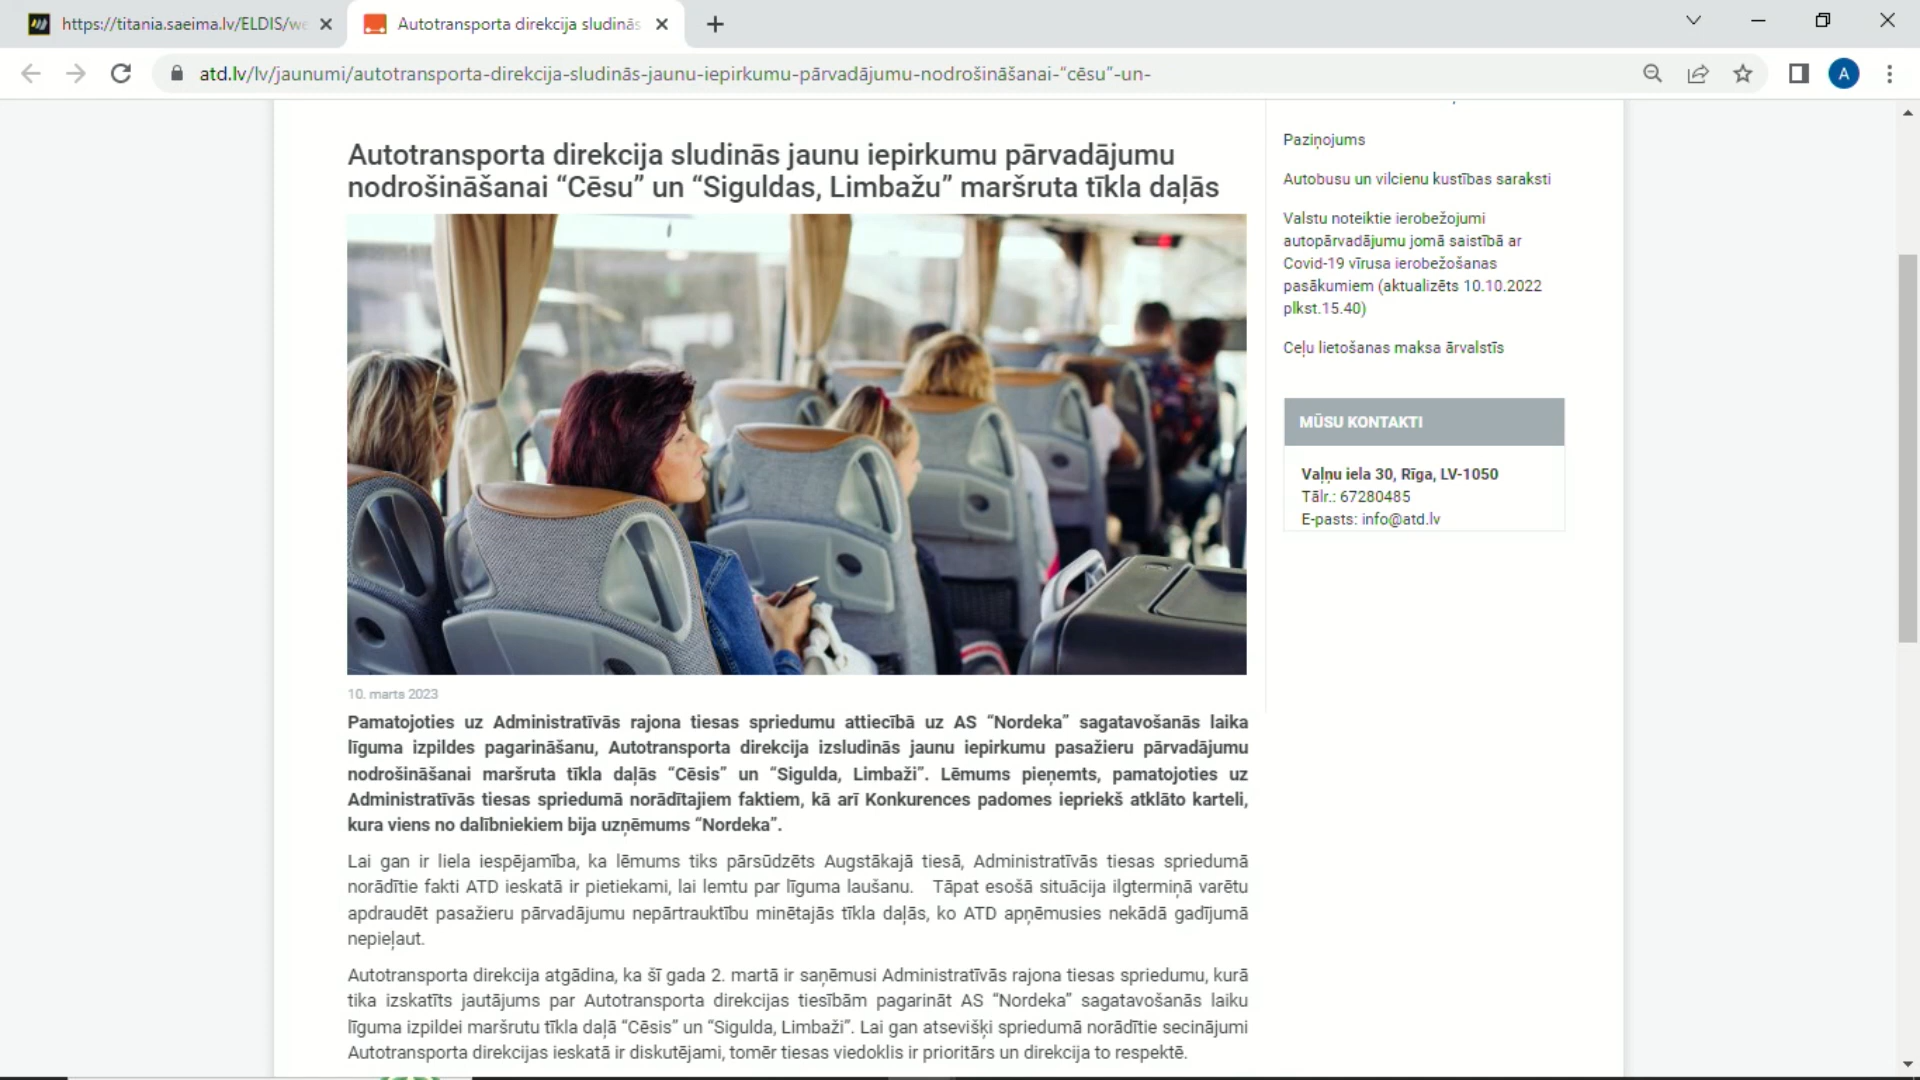 https://titania.saeima.lv/ELDIS/we
Autotransporta direkcija sludinās
atd.lv/lv/jaunumi/autotransporta-direkcija-sludinās-jaunu-iepirkumu-pārvadājumu-nodrošināšanai-“cēsu”-un-
A
Autotransporta direkcija sludinās jaunu iepirkumu pārvadājumu
nodrošināšanai “Cēsu” un “Siguldas, Limbažu” maršruta tīkla daļās
10. marts 2023
Pamatojoties uz Administratīvās rajona tiesas spriedumu attiecībā uz AS “Nordeka” sagatavošanās laika
līguma izpildes pagarināšanu, Autotransporta direkcija izsludinās jaunu iepirkumu pasažieru pārvadājumu
nodrošināšanai maršruta tīkla daļās “Cēsis” un “Sigulda, Limbaži”. Lēmums pieņemts, pamatojoties uz
Administratīvās tiesas spriedumā norādītajiem faktiem, kā arī Konkurences padomes iepriekš atklāto karteli,
kura viens no dalībniekiem bija uzņēmums “Nordeka”.
Lai gan ir liela iespējamība, ka lēmums tiks pārsūdzēts Augstākajā tiesā, Administratīvās tiesas spriedumā
norādītie fakti ATD ieskatā ir pietiekami, lai lemtu par līguma laušanu. Tāpat esošā situācija ilgtermiņā varētu
apdraudēt pasažieru pārvadājumu nepārtrauktību minētajās tīkla daļās, ko ATD apņēmusies nekādā gadījumā
nepieļaut.
Autotransporta direkcija atgādina, ka šī gada 2. martā ir saņēmusi Administratīvās rajona tiesas spriedumu, kurā
tika izskatīts jautājums par Autotransporta direkcijas tiesībām pagarināt AS “Nordeka” sagatavošanās laiku
līguma izpildei maršrutu tīkla daļā “Cēsis” un “Sigulda, Limbaži”. Lai gan atsevišķi spriedumā norādītie secinājumi
Autotransporta direkcijas ieskatā ir diskutējami, tomēr tiesas viedoklis ir prioritārs un direkcija to respektē.
Paziņojums
Autobusu un vilcienu kustības saraksti
Valstu noteiktie ierobežojumi
autopārvadājumu jomā saistībā ar
Covid-19 vīrusa ierobežošanas
pasākumiem (aktualizēts 10.10.2022
plkst.15.40)
Ceļu lietošanas maksa ārvalstīs
MŪSU KONTAKTI
Vaļņu iela 30, Rīga, LV-1050
Tālr.: 67280485
E-pasts: info@atd.lv